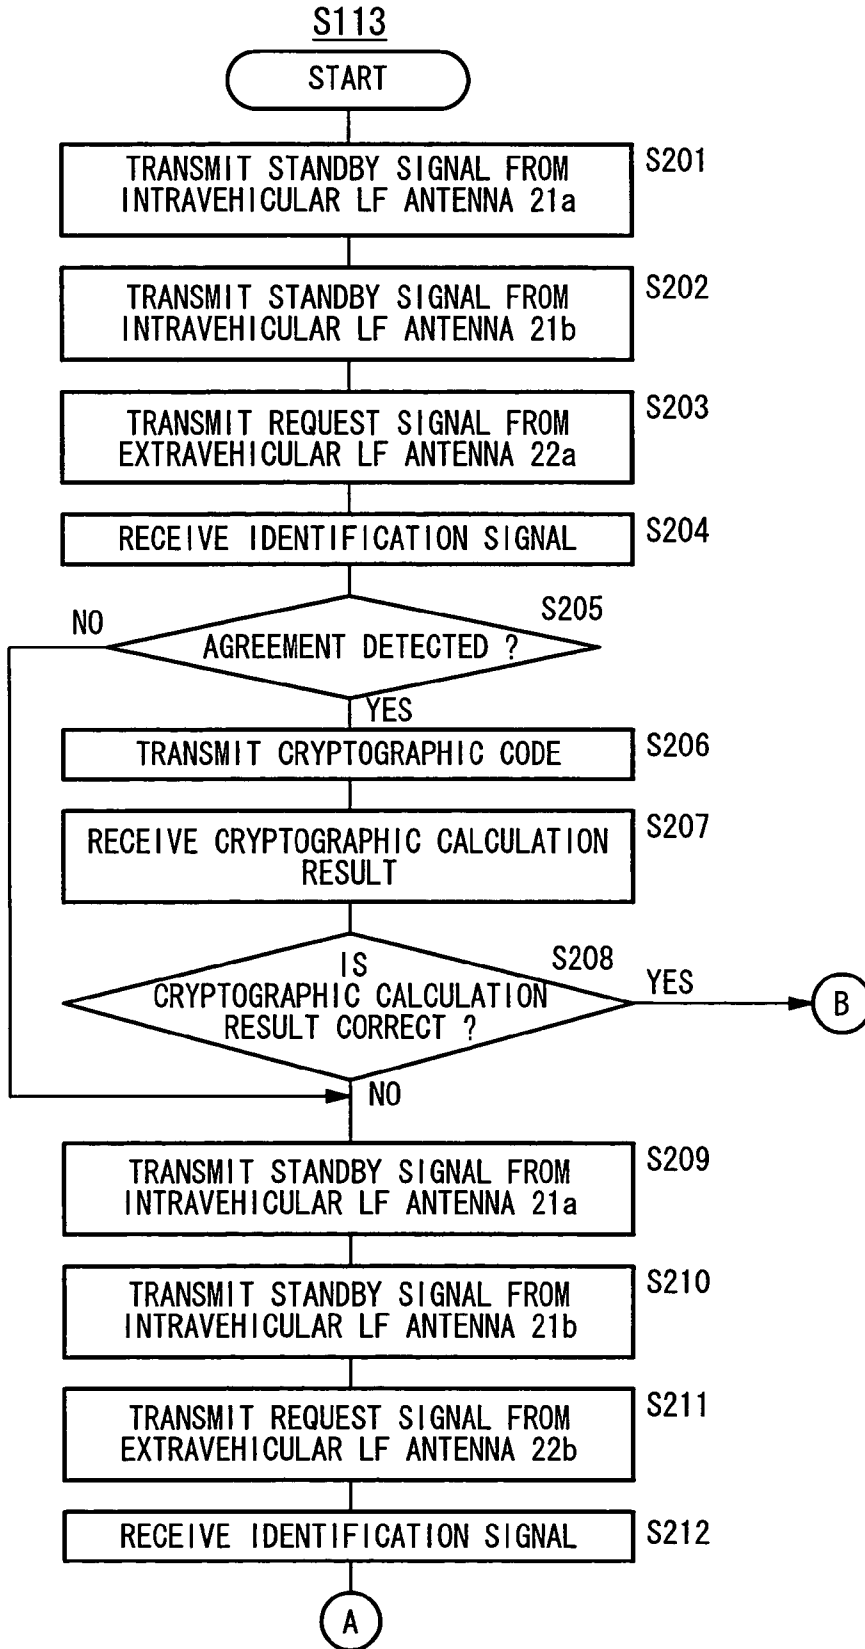 S113
START
TRANSMIT STANDBY SIGNAL FROM
INTRAVEHICULAR LF ANTENNA 21a
S201
TRANSMIT STANDBY SIGNAL FROM
INTRAVEHICULAR LF ANTENNA 21b
S202
TRANSMIT REQUEST SIGNAL FROM
EXTRAVEHICULAR LF ANTENNA 22a
S203
RECEIVE IDENTIFICATION SIGNAL
S204
NO
AGREEMENT DETECTED ?
S205
YES
TRANSMIT CRYPTOGRAPHIC CODE
S206
RECEIVE CRYPTOGRAPHIC CALCULATION
RESULT
S207
IS
CRYPTOGRAPHIC CALCULATION
RESULT CORRECT ?
S208
YES
B
NO
TRANSMIT STANDBY SIGNAL FROM
INTRAVEHICULAR LF ANTENNA 21a
S209
TRANSMIT STANDBY SIGNAL FROM
INTRAVEHICULAR LF ANTENNA 21b
S210
TRANSMIT REQUEST SIGNAL FROM
EXTRAVEHICULAR LF ANTENNA 22b
S211
RECEIVE IDENTIFICATION SIGNAL
S212
A